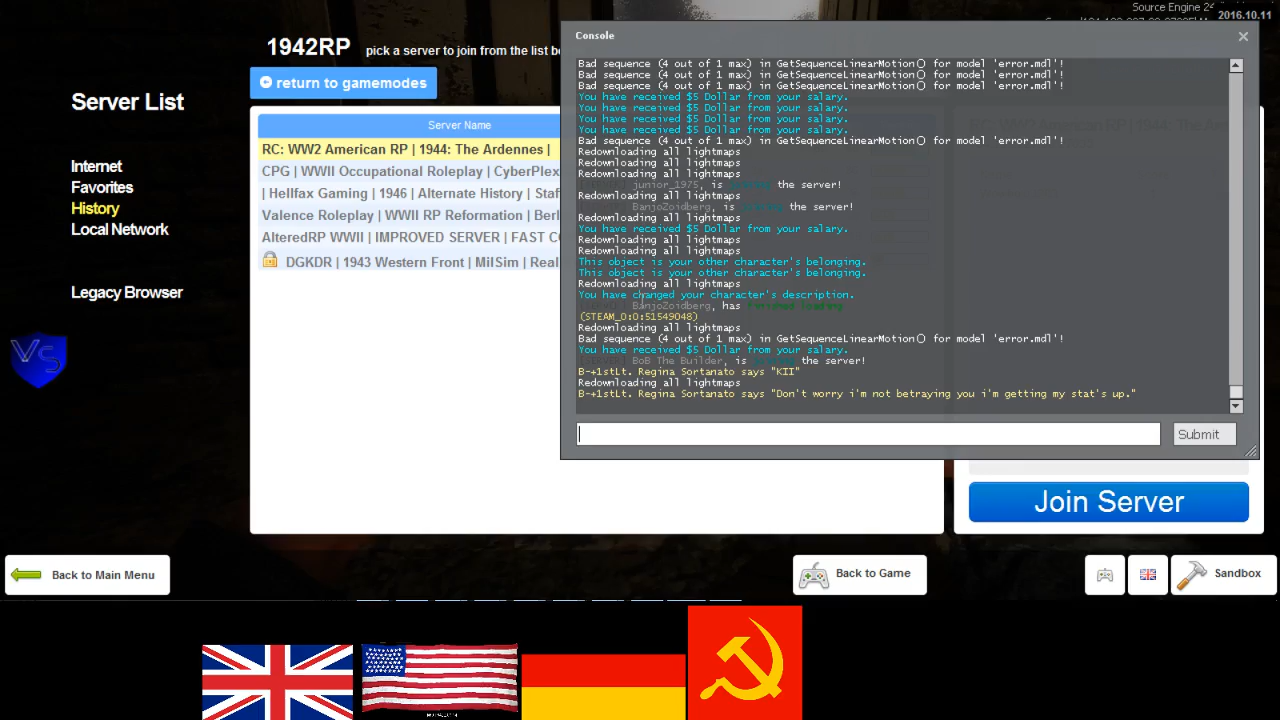 Source Engine 24
2016.10.11
1942RP pick a server to join from the list be
return to gamemodes
Server List
Internet
Favorites
History
Local Network
Legacy Browser
VS
Server Name
RC: WW2 American RP | 1944: The Ardennes |
CPG | WWII Occupational Roleplay | CyberPlex
| Hellfax Gaming | 1946 | Alternate History | Staf
Valence Roleplay | WWII RP Reformation | Berl
AlteredRP WWII | IMPROVED SERVER | FAST CO
DGKDR | 1943 Western Front | MilSim | Real
Console
Bad sequence (4 out of 1 max) in GetSequenceLinearMotion() for model 'error.mdl'!
Bad sequence (4 out of 1 max) in GetSequenceLinearMotion() for model 'error.mdl'!
Bad sequence (4 out of 1 max) in GetSequenceLinearMotion() for model 'error.mdl'!
You have received $5 Dollar from your salary.
You have received $5 Dollar from your salary.
You have received $5 Dollar from your salary.
You have received $5 Dollar from your salary.
Bad sequence (4 out of 1 max) in GetSequenceLinearMotion() for model 'error.mdl'!
Redownloading all lightmaps
Redownloading all lightmaps
Redownloading all lightmaps
junior_1975, is the server!
Redownloading all lightmaps
BanjoZoidberg, is the server!
Redownloading all lightmaps
You have received $5 Dollar from your salary.
Redownloading all lightmaps
Redownloading all lightmaps
This object is your other character's belonging.
This object is your other character's belonging.
Redownloading all lightmaps
You have changed your character's description.
BanjoZoidberg, has finished loading
(STEAM_0:0:51549048)
Redownloading all lightmaps
Bad sequence (4 out of 1 max) in GetSequenceLinearMotion() for model 'error.mdl'!
You have received $5 Dollar from your salary.
BoB The Builder, is the server!
B-+1stLt. Regina Sortanato says "KII"
Redownloading all lightmaps
B-+1stLt. Regina Sortanato says "Don't worry i'm not betraying you i'm getting my stat's up."
Submit
Join Server
Back to Main Menu
Back to Game
Sandbox